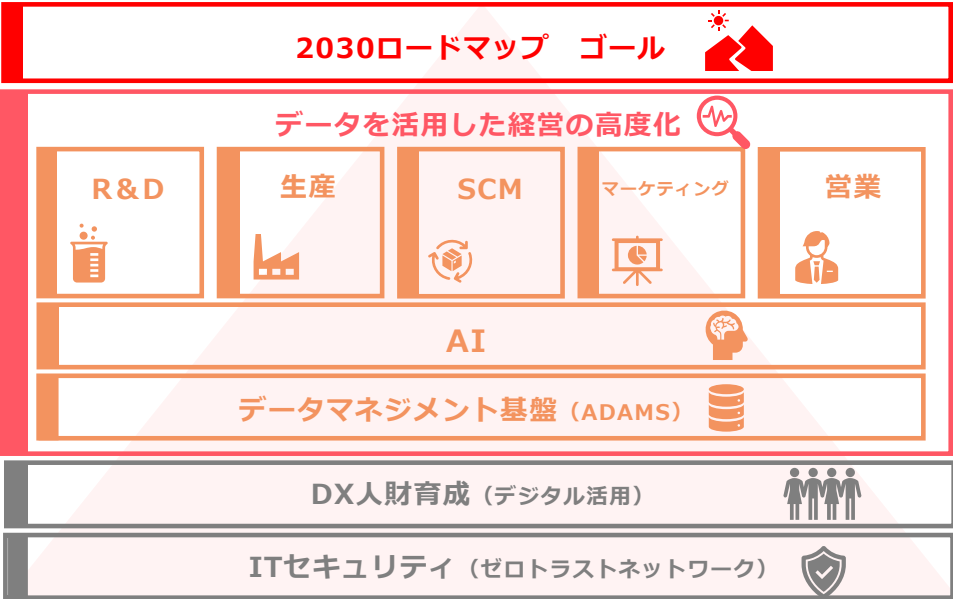 2030ロードマップ　ゴール
データを活用した経営の高度化
R&D
生産
SCM
マーケティング
営業
AI
データマネジメント基盤（ADAMS）
DX人財育成（デジタル活用）
ITセキュリティ（ゼロトラストネットワーク）